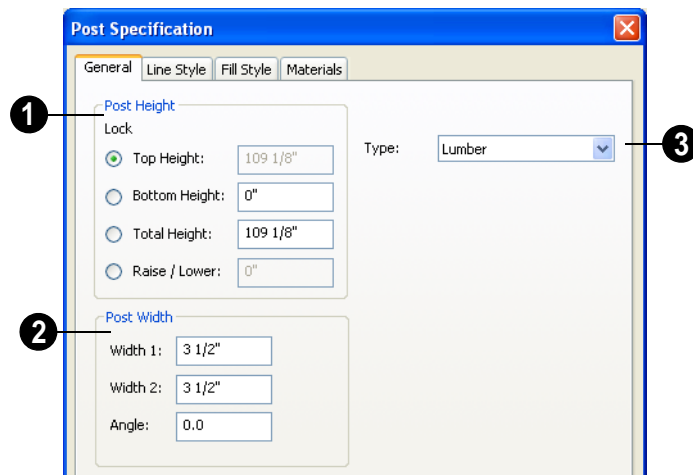 Post Specification
General Line Style Fill Style Materials
1
Post Height
Lock
Top Height: 109 1/8"
Bottom Height: 0"
Total Height: 109 1/8"
Raise / Lower: 0"
Type: Lumber
3
2
Post Width
Width 1: 3 1/2"
Width 2: 3 1/2"
Angle: 0.0